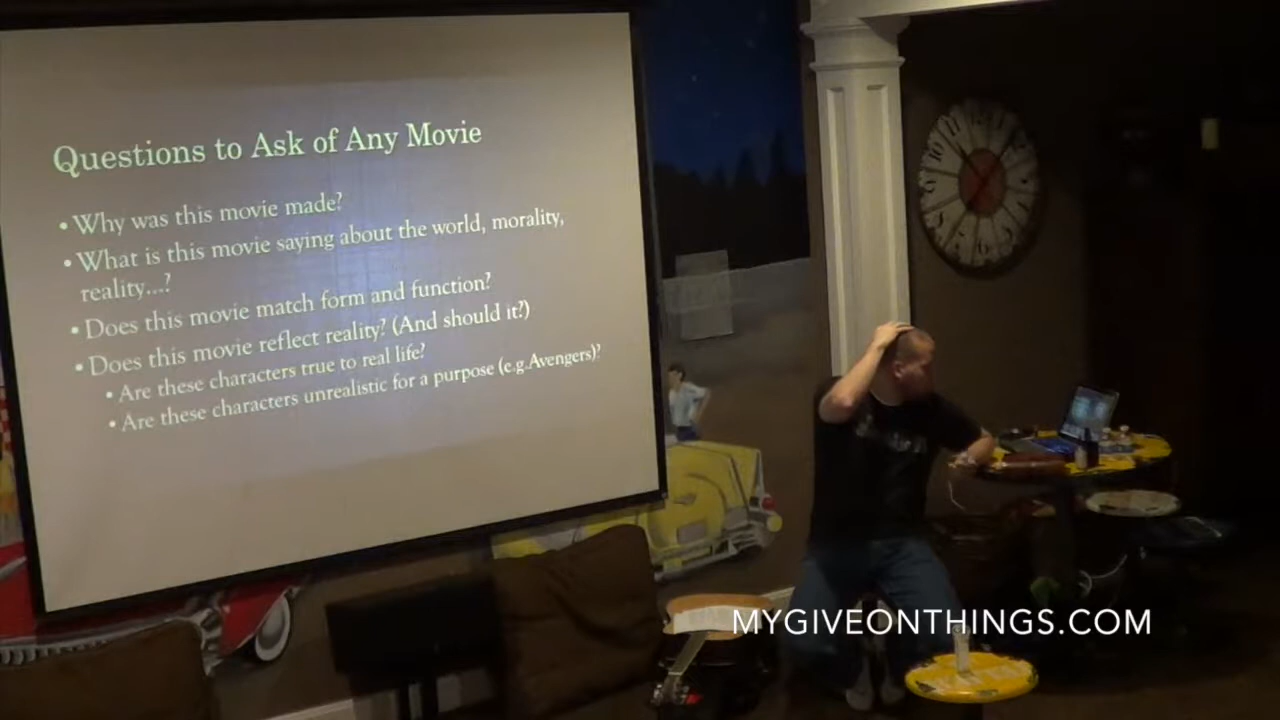 Questions to Ask of Any Movie
• Why was this movie made?
• What is this movie saying about the world, morality,
reality...?
• Does this movie match form and function?
• Does this movie reflect reality? (And should it?)
• Are these characters true to real life?
• Are these characters unrealistic for a purpose (e.g.Avengers)?
MYGIVEONTHINGS.COM